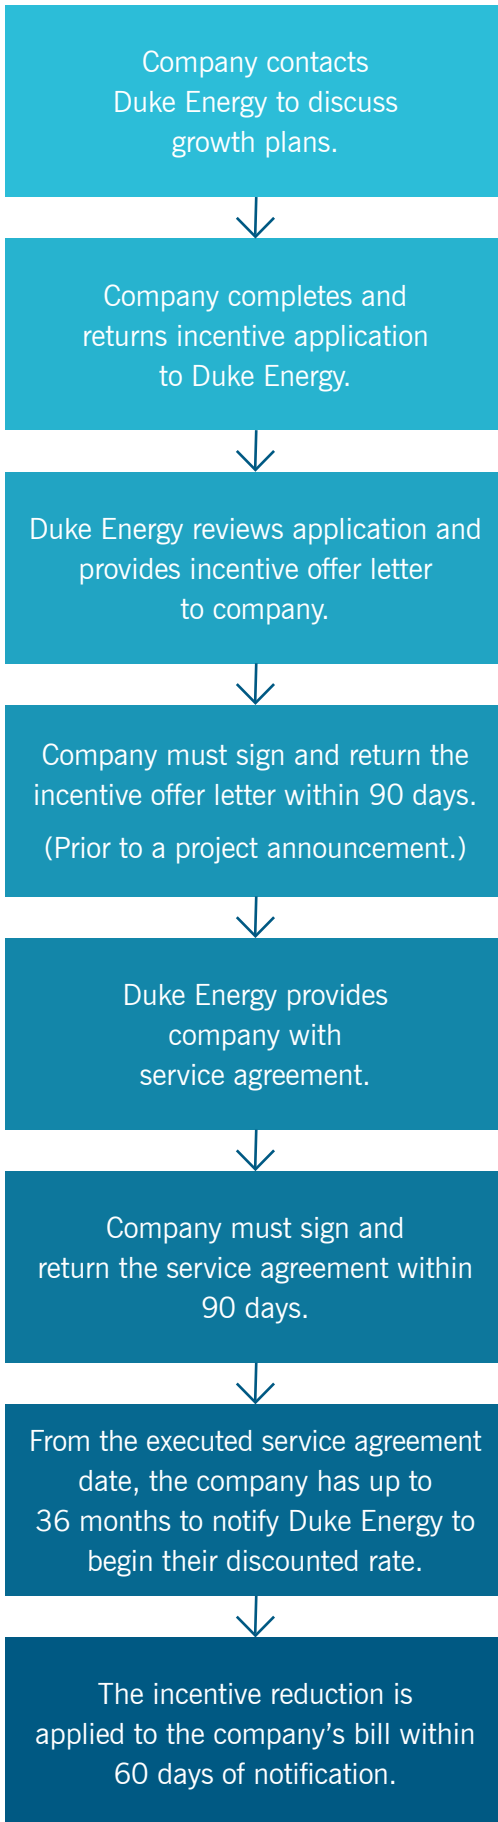 Company contacts
Duke Energy to discuss
growth plans.
Company completes and
returns incentive application
to Duke Energy.
Duke Energy reviews application and
provides incentive offer letter
to company.
Company must sign and return the
incentive offer letter within 90 days.
(Prior to a project announcement.)
Duke Energy provides
company with
service agreement.
Company must sign and
return the service agreement within
90 days.
From the executed service agreement
date, the company has up to
36 months to notify Duke Energy to
begin their discounted rate.
The incentive reduction is
applied to the company’s bill within
60 days of notification.